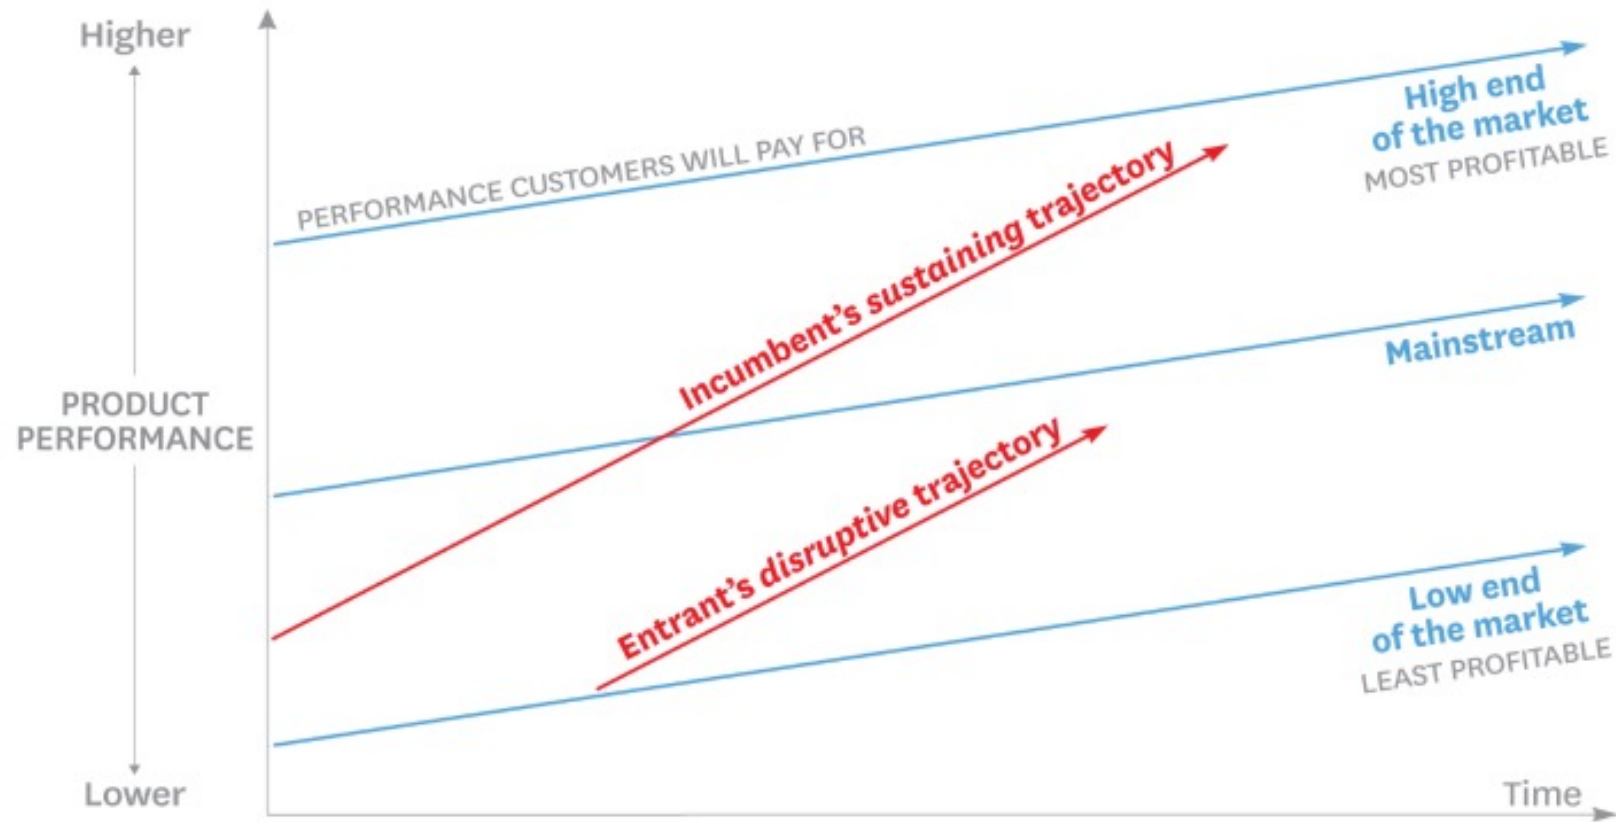 Higher
PERFORMANCE CUSTOMERS WILL PAY FOR
High end
of the market
MOST PROFITABLE
Incumbent’s sustaining trajectory
Mainstream
PRODUCT
PERFORMANCE
Entrant’s disruptive trajectory
Low end
of the market
LEAST PROFITABLE
Lower
Time